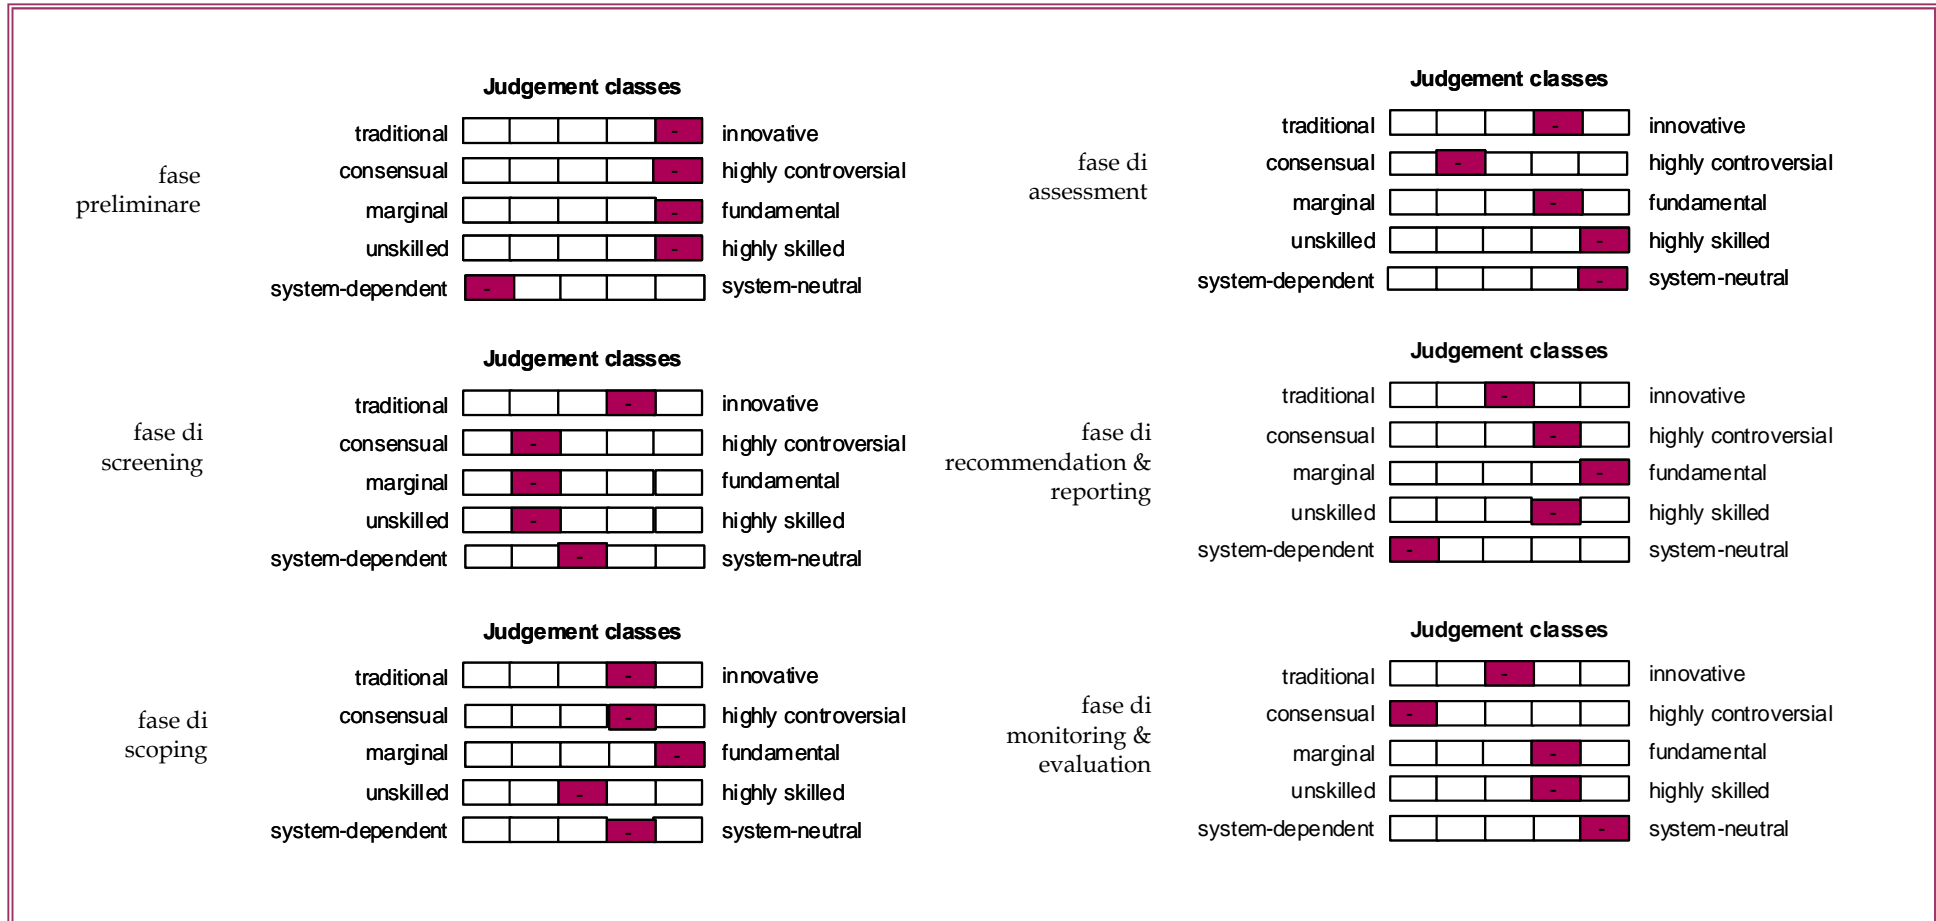 Judgement classes
fase
preliminare
traditional - innovative
consensual - highly controversial
marginal - fundamental
unskilled - highly skilled
system-dependent - system-neutral
Judgement classes
fase di
screening
traditional - innovative
consensual - highly controversial
marginal - fundamental
unskilled - highly skilled
system-dependent - system-neutral
Judgement classes
fase di
scoping
traditional - innovative
consensual - highly controversial
marginal - fundamental
unskilled - highly skilled
system-dependent - system-neutral
Judgement classes
fase di
assessment
traditional - innovative
consensual - highly controversial
marginal - fundamental
unskilled - highly skilled
system-dependent - system-neutral
Judgement classes
fase di
recommendation &
reporting
traditional - innovative
consensual - highly controversial
marginal - fundamental
unskilled - highly skilled
system-dependent - system-neutral
Judgement classes
fase di
monitoring &
evaluation
traditional - innovative
consensual - highly controversial
marginal - fundamental
unskilled - highly skilled
system-dependent - system-neutral